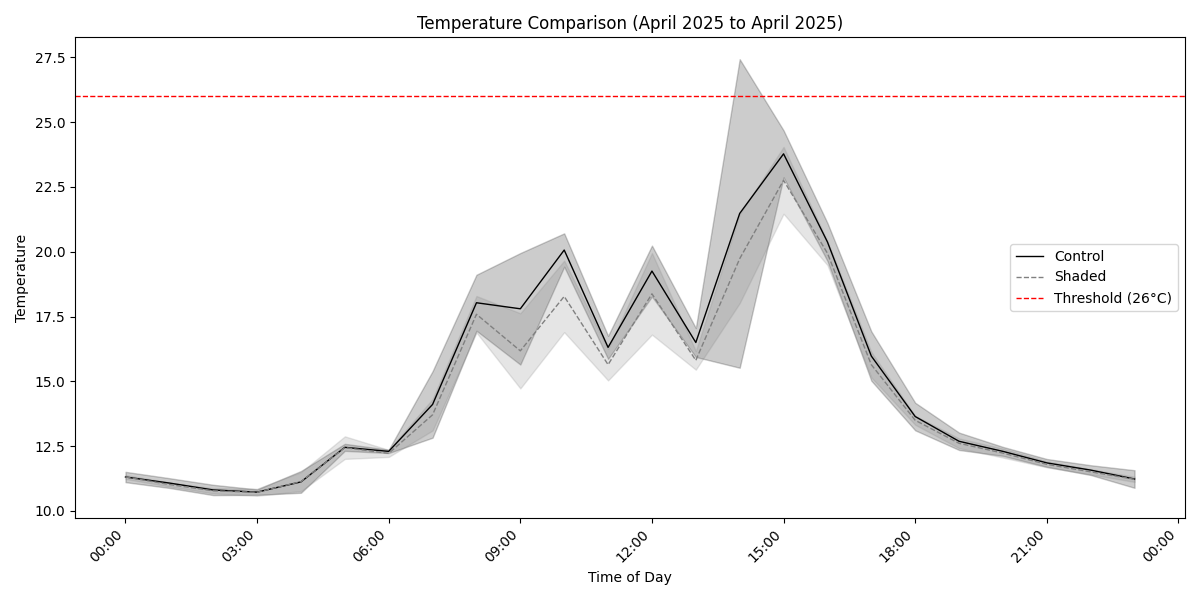 Temperature Comparison (April 2025 to April 2025)
27.5
25.0
22.5
20.0
17.5
15.0
12.5
10.0
Temperature
Control
Shaded
Threshold (26°C)
00:00
03:00
06:00
09:00
12:00
15:00
18:00
21:00
00:00
Time of Day